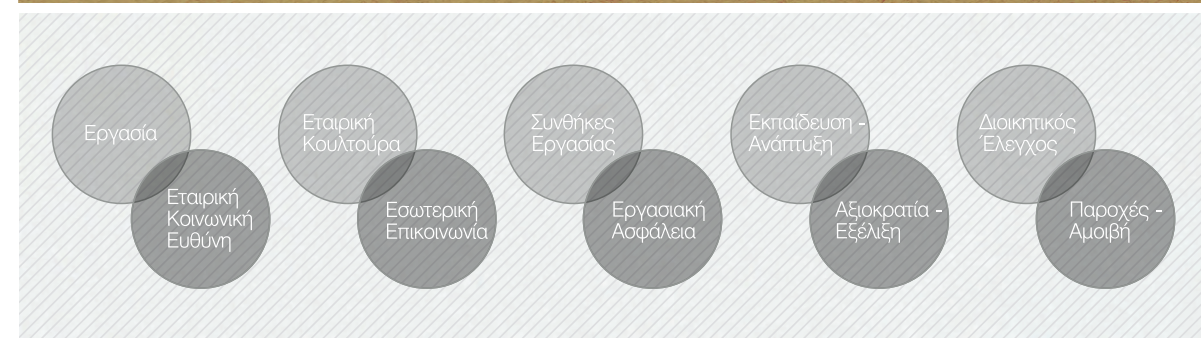 Εργασία
Εταιρική
Κοινωνική
Ευθύνη
Εταιρική
Κουλτούρα
Εσωτερική
Επικοινωνία
Συνθήκες
Εργασίας
Εργασιακή
Ασφάλεια
Εκπαίδευση -
Ανάπτυξη
Αξιοκρατία -
Εξέλιξη
Διοικητικός
Έλεγχος
Παροχές -
Αμοιβή